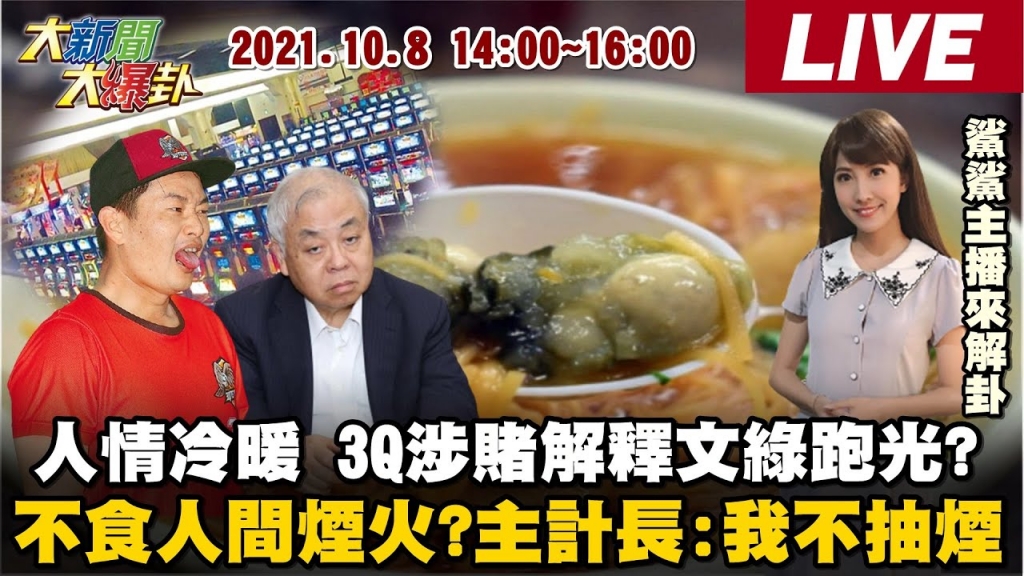 大新聞
大爆卦
2021.10.8 14:00~16:00
LIVE
鯊鯊主播來解卦
人情冷暖 3Q涉賭解釋文綠跑光?
不食人間煙火?主計長:我不抽煙